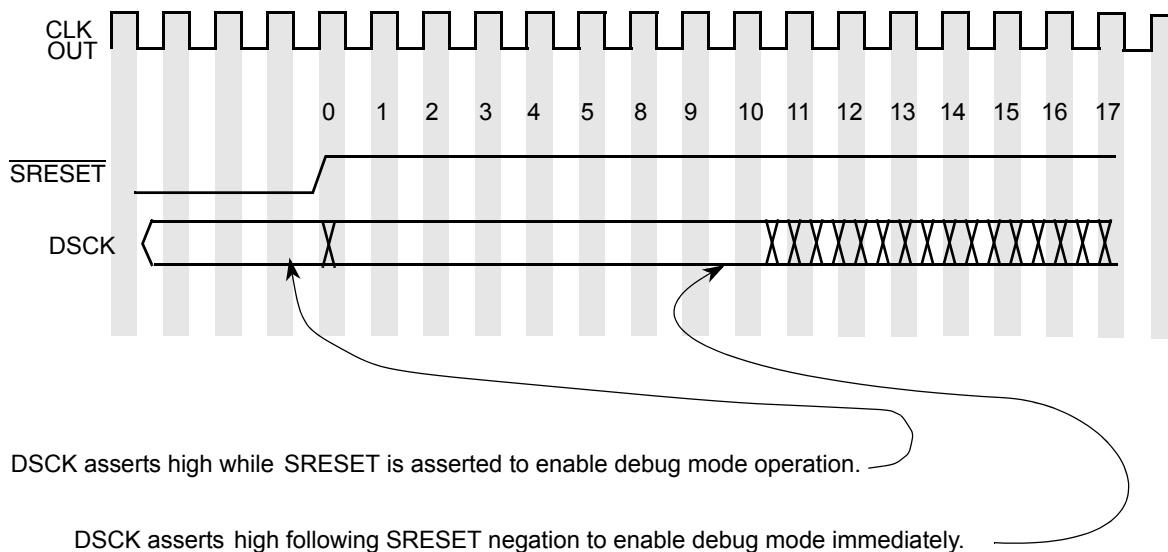 CLK
OUT
0 1 2 3 4 5 8 9 10 11 12 13 14 15 16 17
SRESET
DSCK
DSCK asserts high while SRESET is asserted to enable debug mode operation.
DSCK asserts high following SRESET negation to enable debug mode immediately.